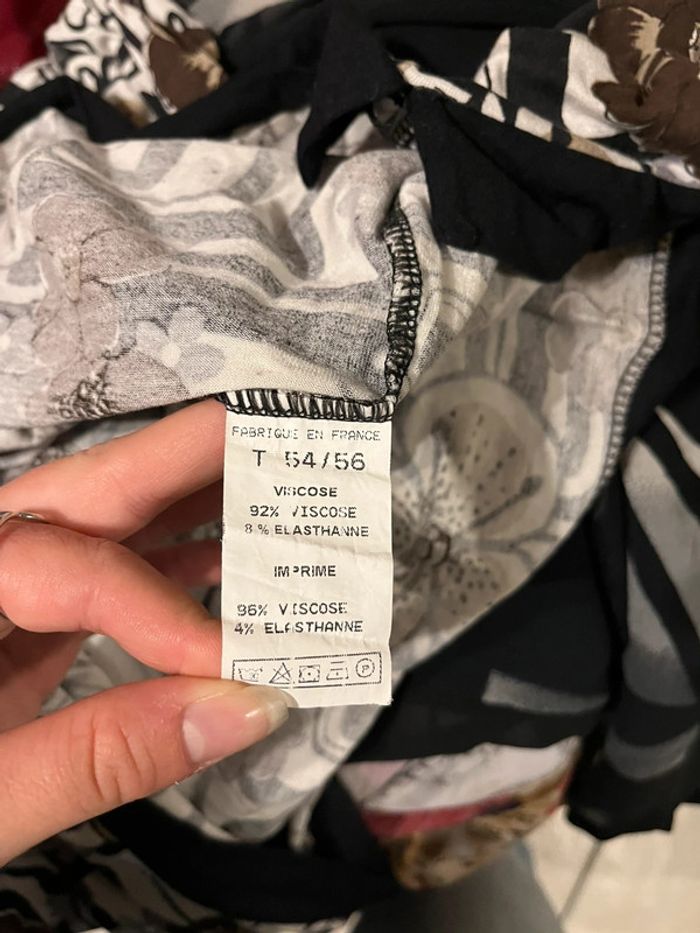 FABRIQUE EN FRANCE
T 54/56
VISCOSE
92% VISCOSE
8% ELASTHANNE
IMPRIME
96% VISCOSE
4% ELASTHANNE
P